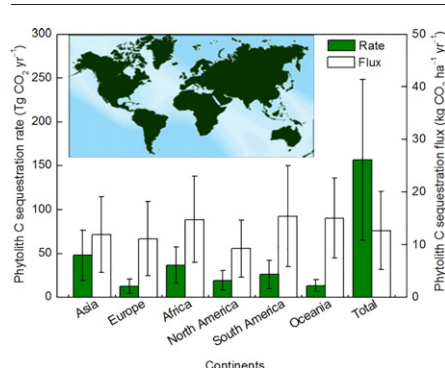 300
250
200
150
100
50
0
Phytolith C sequestration rate (Tg CO₂ yr⁻¹)
Rate
Flux
50
40
30
20
10
0
Phytolith C sequestration flux (kg CO₂ ha⁻¹ yr⁻¹)
Asia
Europe
Africa
North America
South America
Oceania
Total
Continents